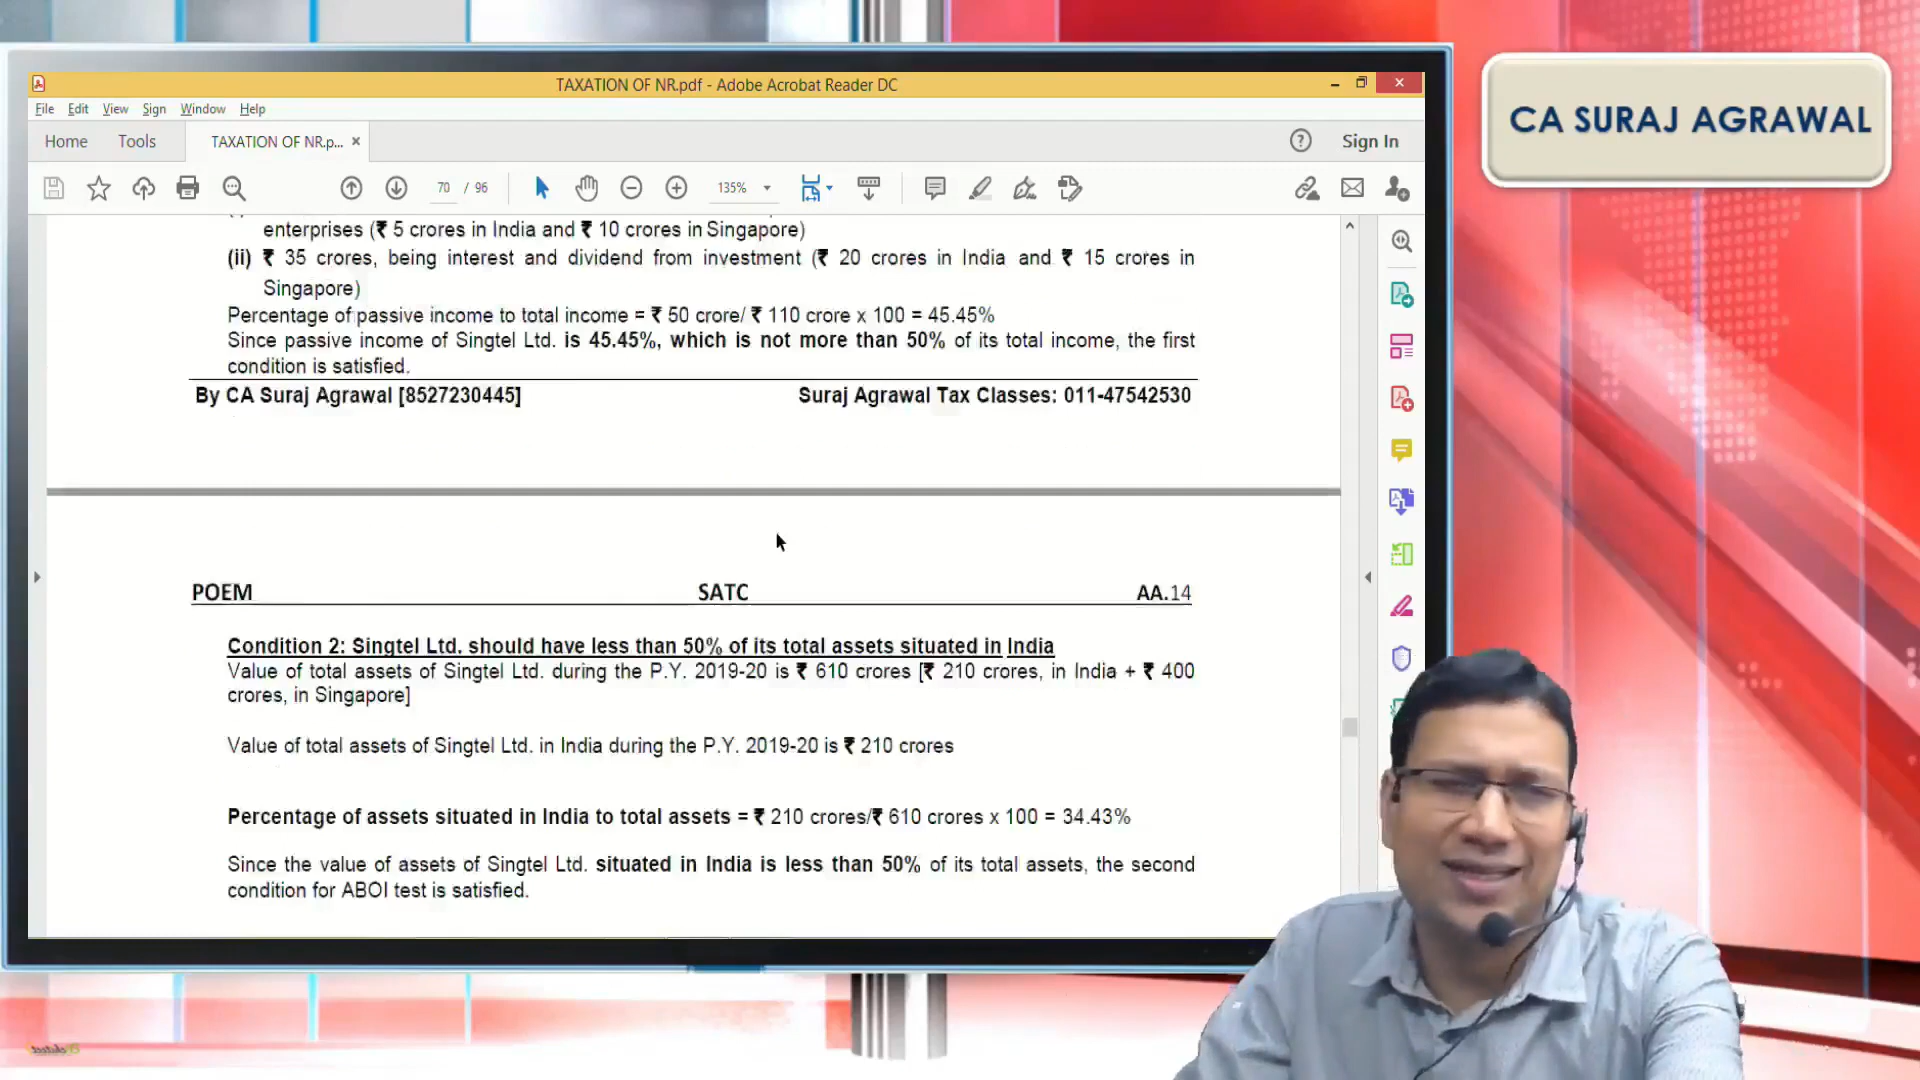 TAXATION OF NR.pdf - Adobe Acrobat Reader DC
CA SURAJ AGRAWAL
File Edit View Sign Window Help
Home Tools TAXATION OF NR.p... × Sign In
70 / 96 135%
enterprises (₹ 5 crores in India and ₹ 10 crores in Singapore)
(ii) ₹ 35 crores, being interest and dividend from investment (₹ 20 crores in India and ₹ 15 crores in
Singapore)
Percentage of passive income to total income = ₹ 50 crore/ ₹ 110 crore x 100 = 45.45%
Since passive income of Singtel Ltd. is 45.45%, which is not more than 50% of its total income, the first
condition is satisfied.
By CA Suraj Agrawal [8527230445] Suraj Agrawal Tax Classes: 011-47542530
POEM SATC AA.14
Condition 2: Singtel Ltd. should have less than 50% of its total assets situated in India
Value of total assets of Singtel Ltd. during the P.Y. 2019-20 is ₹ 610 crores [₹ 210 crores, in India + ₹ 400
crores, in Singapore]
Value of total assets of Singtel Ltd. in India during the P.Y. 2019-20 is ₹ 210 crores
Percentage of assets situated in India to total assets = ₹ 210 crores/₹ 610 crores x 100 = 34.43%
Since the value of assets of Singtel Ltd. situated in India is less than 50% of its total assets, the second
condition for ABOI test is satisfied.